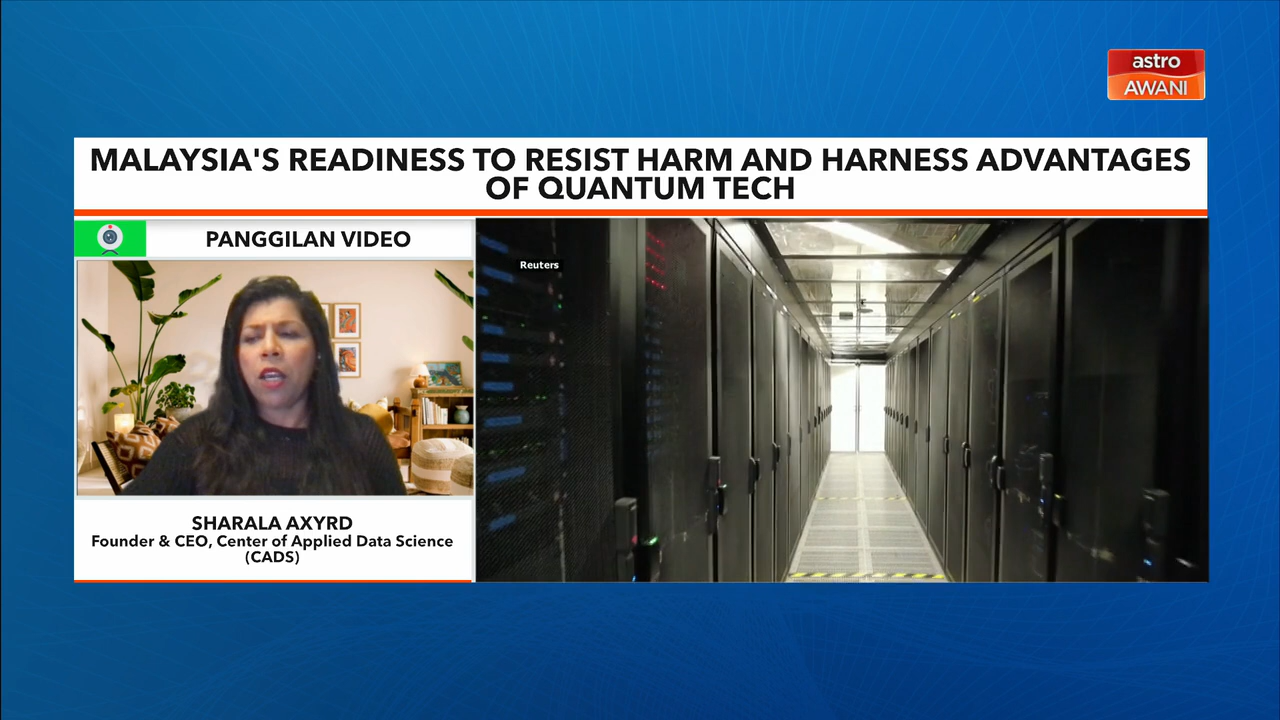 astro
AWANI
MALAYSIA'S READINESS TO RESIST HARM AND HARNESS ADVANTAGES
OF QUANTUM TECH
PANGGILAN VIDEO
Reuters
SHARALA AXYRD
Founder & CEO, Center of Applied Data Science
(CADS)